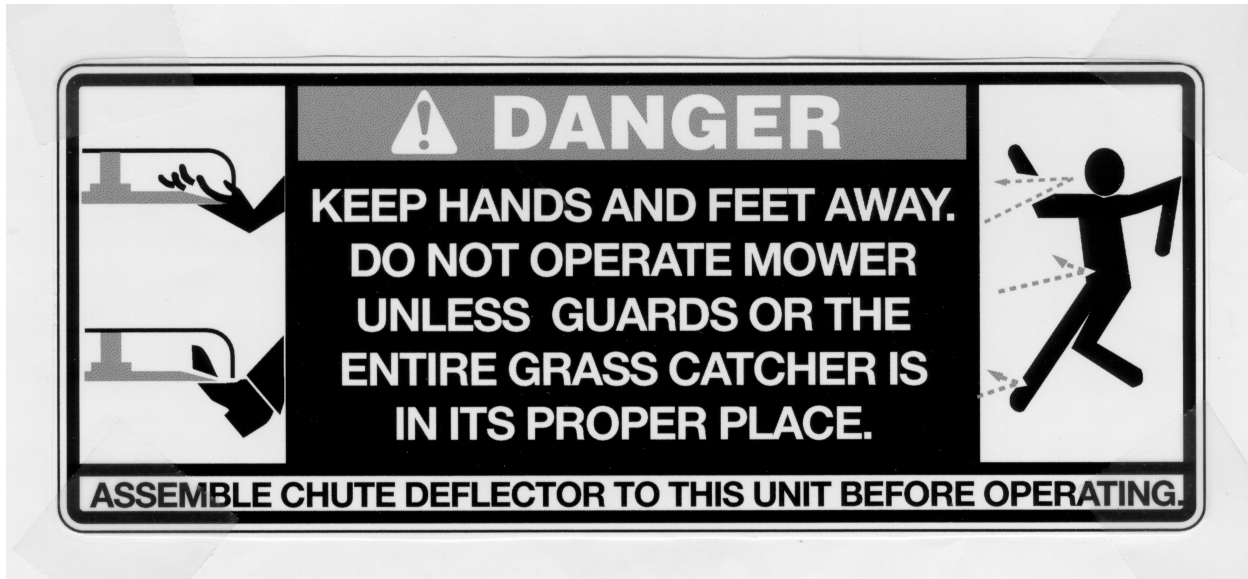 DANGER
KEEP HANDS AND FEET AWAY.
DO NOT OPERATE MOWER
UNLESS GUARDS OR THE
ENTIRE GRASS CATCHER IS
IN ITS PROPER PLACE.
ASSEMBLE CHUTE DEFLECTOR TO THIS UNIT BEFORE OPERATING.